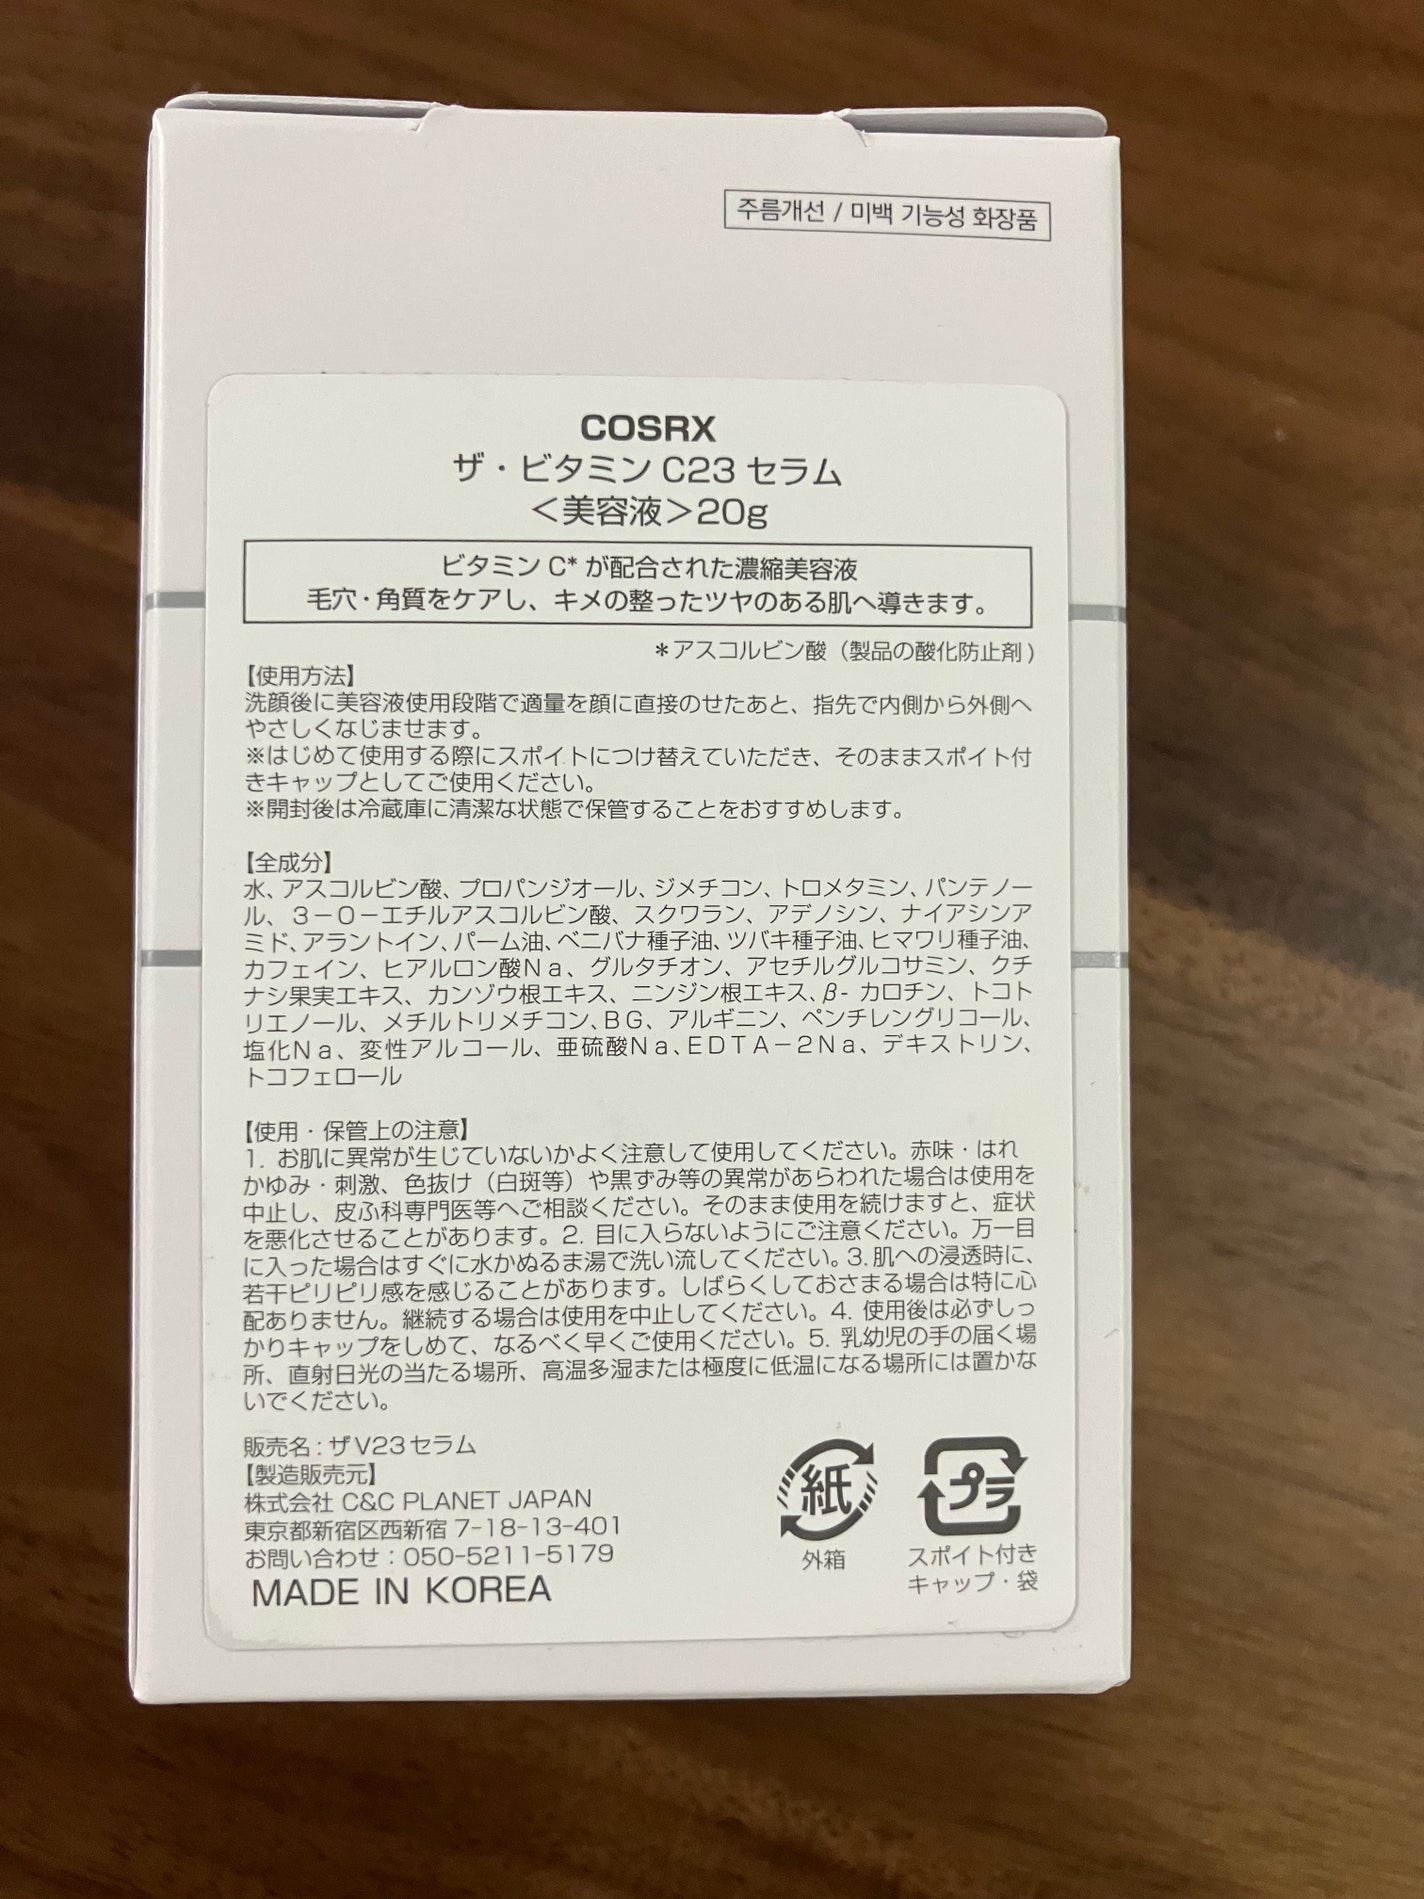 주름개선 / 미백 기능성 화장품
COSRX
ザ・ビタミン C23 セラム
＜美容液＞20g
ビタミン C* が配合された濃縮美容液
毛穴・角質をケアし、キメの整ったツヤのある肌へ導きます。
＊アスコルビン酸（製品の酸化防止剤）
【使用方法】
洗顔後に美容液使用段階で適量を顔に直接のせたあと、指先で内側から外側へ
やさしくなじませます。
※はじめて使用する際にスポイトにつけ替えていただき、そのままスポイト付
きキャップとしてご使用ください。
※開封後は冷蔵庫に清潔な状態で保管することをおすすめします。
【全成分】
水、アスコルビン酸、プロパンジオール、ジメチコン、トロメタミン、パンテノー
ル、３－Ｏ－エチルアスコルビン酸、スクワラン、アデノシン、ナイアシンア
ミド、アラントイン、パーム油、ベニバナ種子油、ツバキ種子油、ヒマワリ種子油、
カフェイン、ヒアルロン酸Ｎａ、グルタチオン、アセチルグルコサミン、クチ
ナシ果実エキス、カンゾウ根エキス、ニンジン根エキス、β- カロチン、トコト
リエノール、メチルトリメチコン、ＢＧ、アルギニン、ペンチレングリコール、
塩化Ｎａ、変性アルコール、亜硫酸Ｎａ、ＥＤＴＡ－２Ｎａ、デキストリン、
トコフェロール
【使用・保管上の注意】
1. お肌に異常が生じていないかよく注意して使用してください。赤味・はれ
かゆみ・刺激、色抜け（白斑等）や黒ずみ等の異常があらわれた場合は使用を
中止し、皮ふ科専門医等へご相談ください。そのまま使用を続けますと、症状
を悪化させることがあります。2. 目に入らないようにご注意ください。万一目
に入った場合はすぐに水かぬるま湯で洗い流してください。3. 肌への浸透時に、
若干ピリピリ感を感じることがあります。しばらくしておさまる場合は特に心
配ありません。継続する場合は使用を中止してください。4. 使用後は必ずしっ
かりキャップをしめて、なるべく早くご使用ください。5. 乳幼児の手の届く場
所、直射日光の当たる場所、高温多湿または極度に低温になる場所には置かな
いでください。
販売名：ザ V23 セラム
【製造販売元】
株式会社 C&C PLANET JAPAN
東京都新宿区西新宿 7-18-13-401
お問い合わせ：050-5211-5179
MADE IN KOREA
紙
外箱
プラ
スポイト付き
キャップ・袋